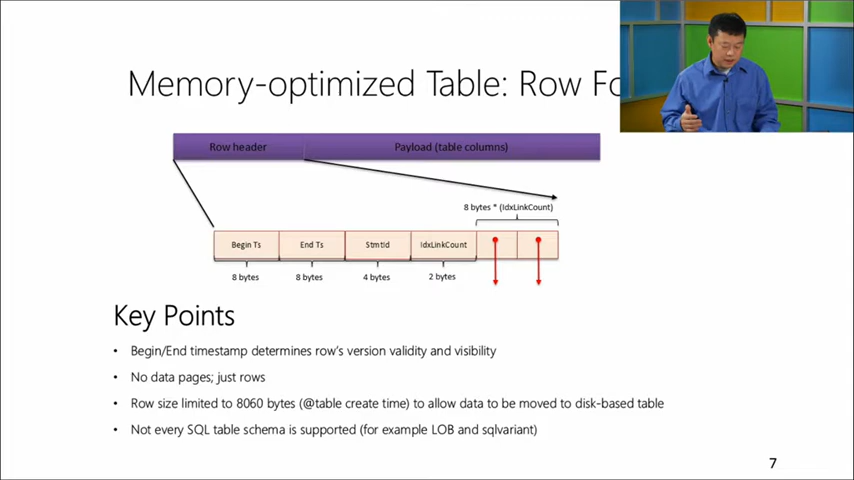 Memory-optimized Table: Row Fo
Row header
Payload (table columns)
8 bytes * (IdxLinkCount)
Begin Ts
End Ts
StmtId
IdxLinkCount
8 bytes
8 bytes
4 bytes
2 bytes
Key Points
• Begin/End timestamp determines row's version validity and visibility
• No data pages; just rows
• Row size limited to 8060 bytes (@table create time) to allow data to be moved to disk-based table
• Not every SQL table schema is supported (for example LOB and sqlvariant)
7